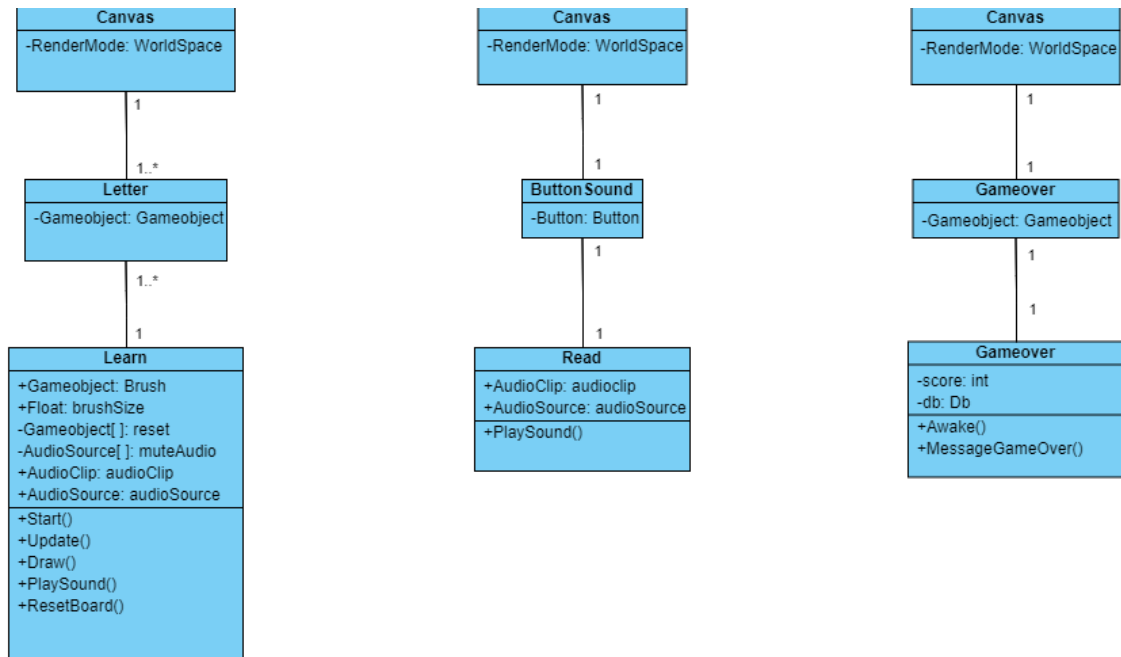 Canvas
-RenderMode: WorldSpace
1
1..*
Letter
-Gameobject: Gameobject
1..*
1
Learn
+Gameobject: Brush
+Float: brushSize
-Gameobject[ ]: reset
-AudioSource[ ]: muteAudio
+AudioClip: audioClip
+AudioSource: audioSource
+Start()
+Update()
+Draw()
+PlaySound()
+ResetBoard()
Canvas
-RenderMode: WorldSpace
1
1
ButtonSound
-Button: Button
1
1
Read
+AudioClip: audioclip
+AudioSource: audioSource
+PlaySound()
Canvas
-RenderMode: WorldSpace
1
1
Gameover
-Gameobject: Gameobject
1
1
Gameover
-score: int
-db: Db
+Awake()
+MessageGameOver()